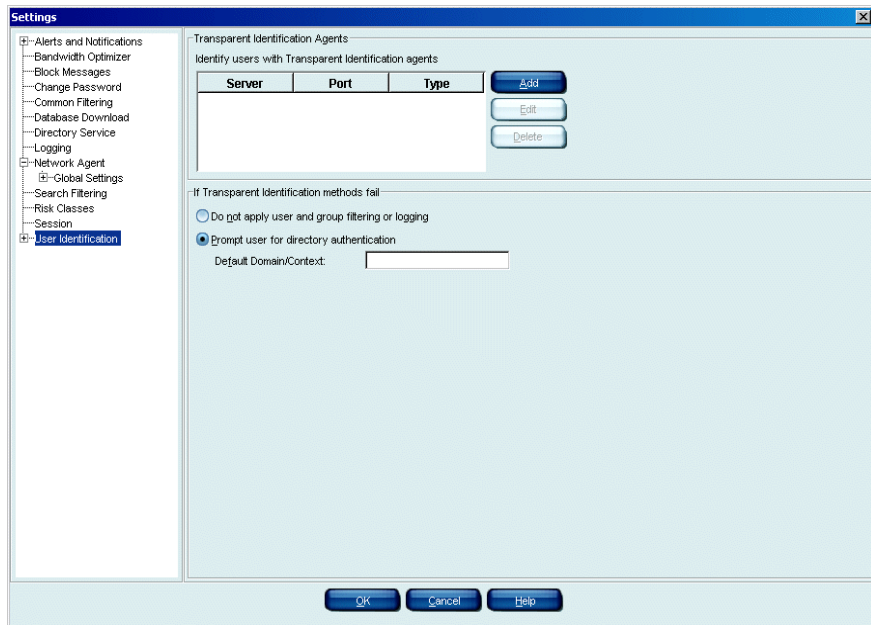 Settings
Alerts and Notifications
Bandwidth Optimizer
Block Messages
Change Password
Common Filtering
Database Download
Directory Service
Logging
Network Agent
Global Settings
Search Filtering
Risk Classes
Session
User Identification
Transparent Identification Agents
Identify users with Transparent Identification agents
Server Port Type
Add
Edit
Delete
If Transparent Identification methods fail
Do not apply user and group filtering or logging
Prompt user for directory authentication
Default Domain/Context:
OK Cancel Help